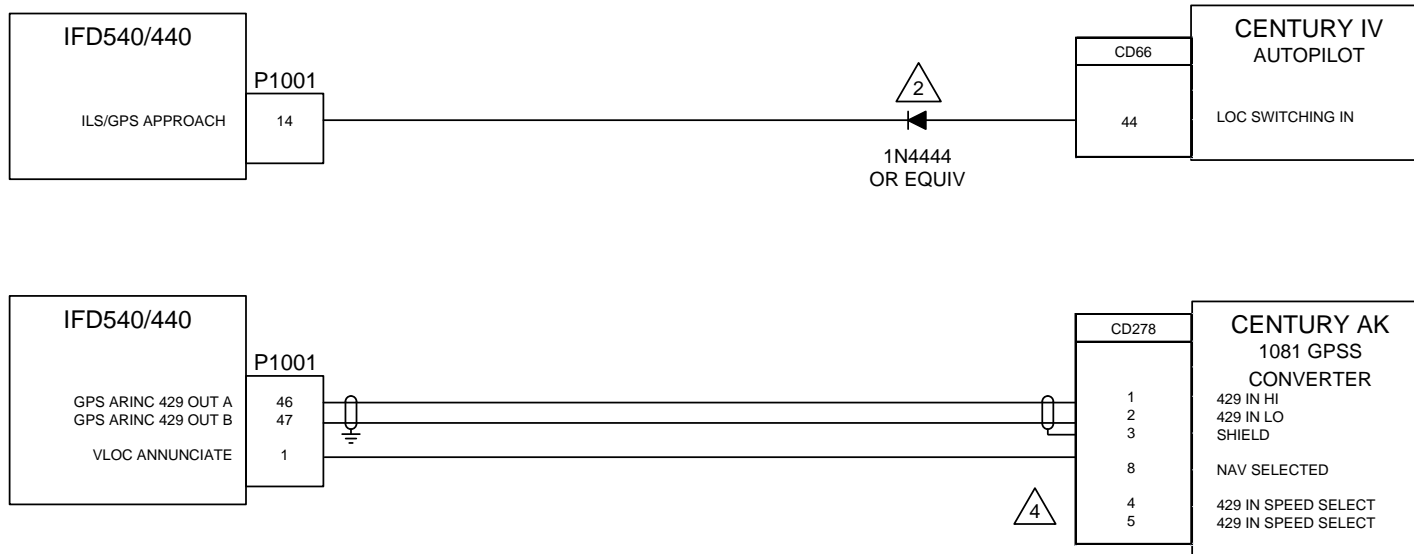 IFD540/440
P1001
ILS/GPS APPROACH
14
2
1N4444
OR EQUIV
CD66
44
CENTURY IV
AUTOPILOT
LOC SWITCHING IN
IFD540/440
P1001
GPS ARINC 429 OUT A 46
GPS ARINC 429 OUT B 47
VLOC ANNUNCIATE 1
CD278
CENTURY AK
1081 GPSS
CONVERTER
1 429 IN HI
2 429 IN LO
3 SHIELD
8 NAV SELECTED
4
4 429 IN SPEED SELECT
5 429 IN SPEED SELECT